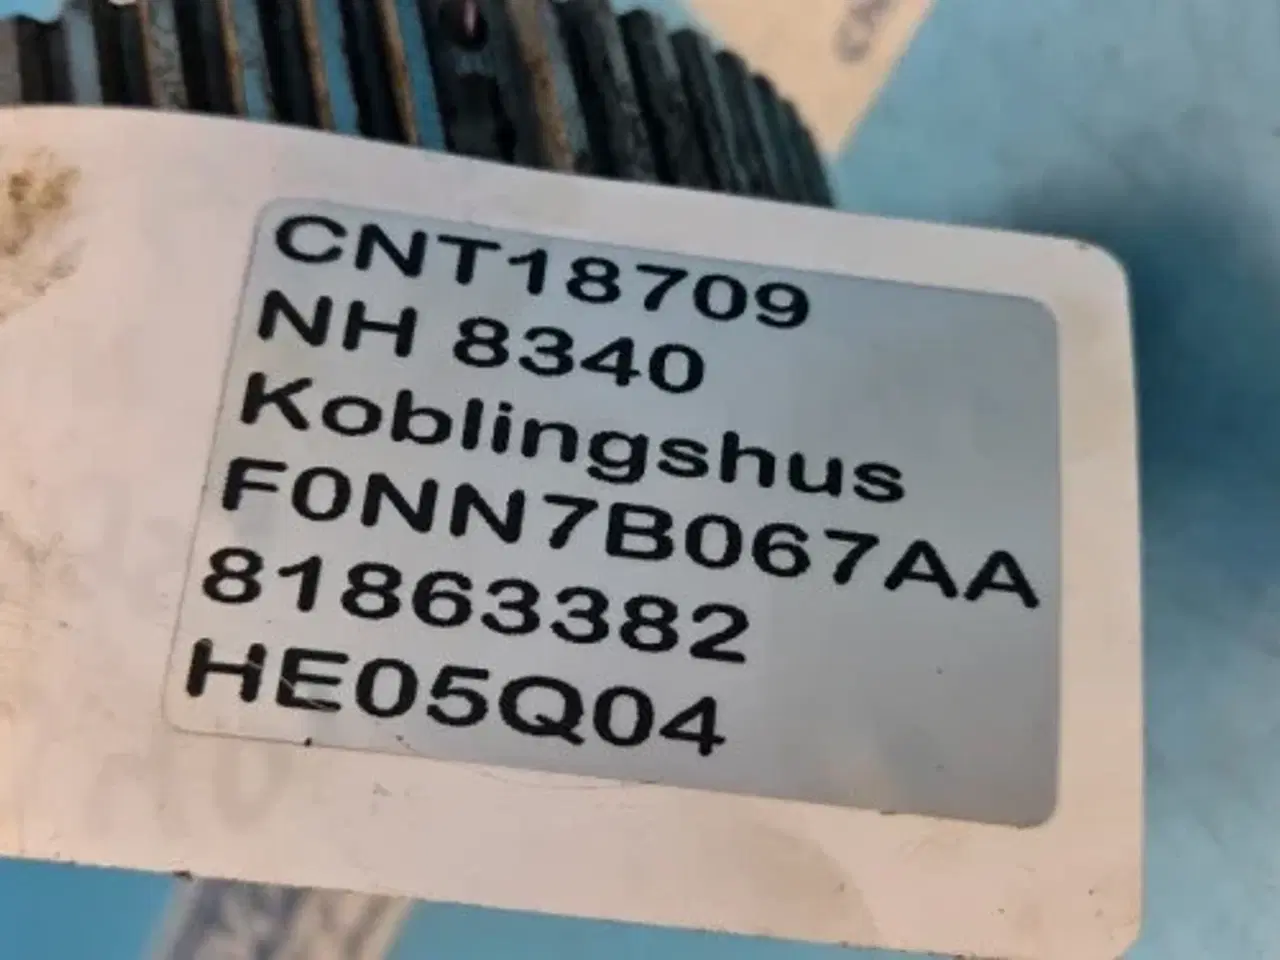 CNT18709
NH 8340
Koblingshus
F0NN7B067AA
81863382
HE05Q04